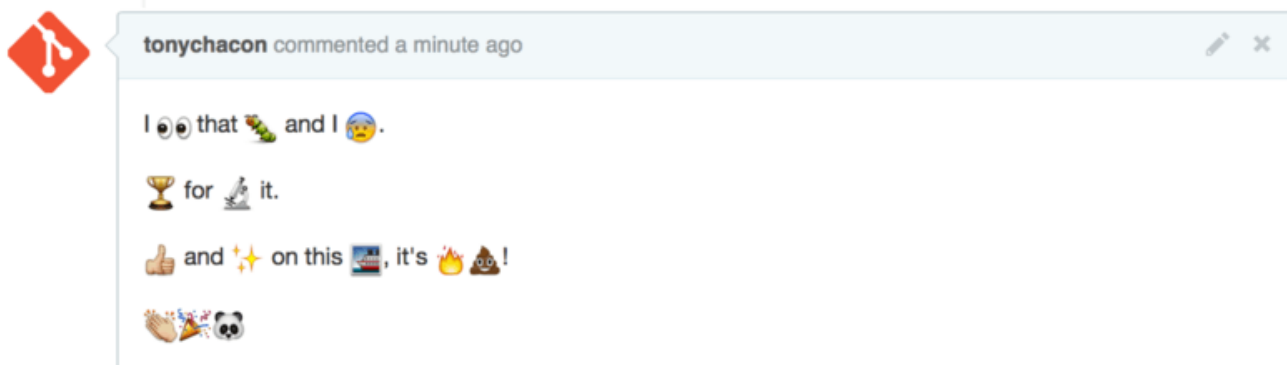 tonychacon commented a minute ago
I 👀 that 🐛 and I 😰.
🏆 for 🔬 it.
👍 and ✨ on this 🚢, it's 🔥💩!
👏🎉🐼